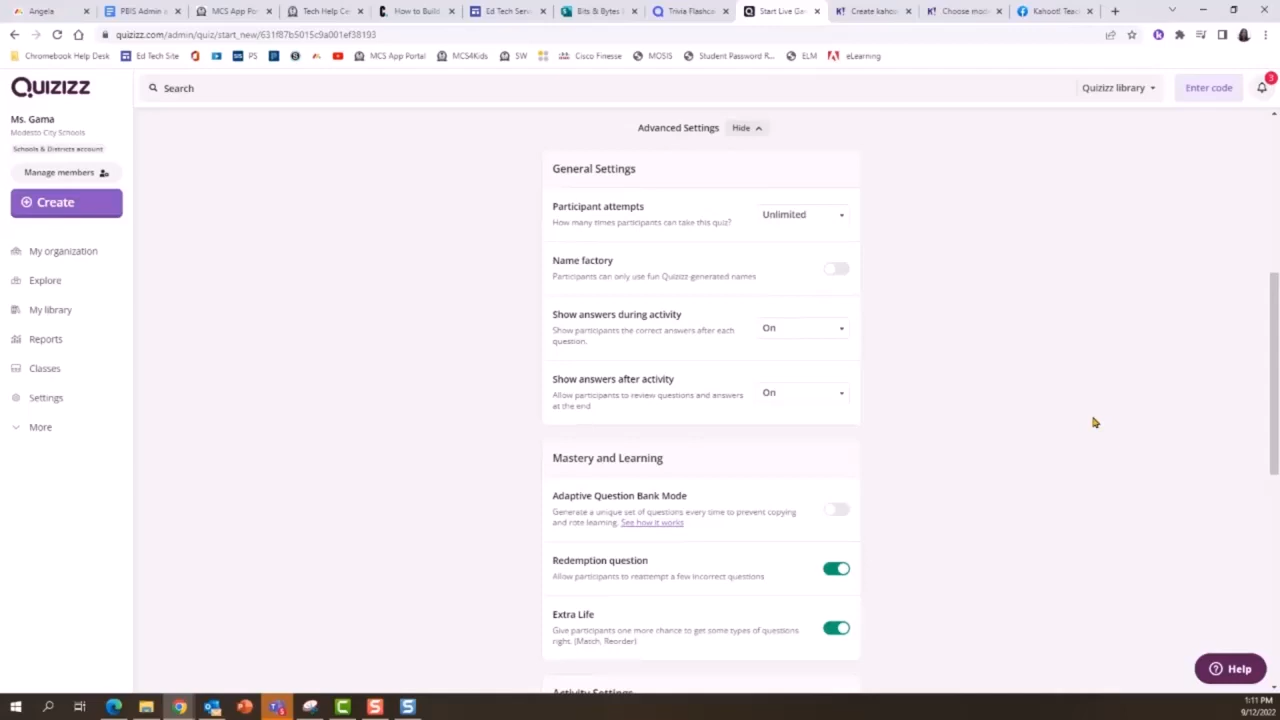 Angela
PBIS Admin a
MCS App Por
Tech Help Ce
How to Build
Ed Tech Serv
Bits & Bytes
Trivia Flashca
Start Live Ga
Create kahoo
Choose mod
Kahoot! Teac
quizizz.com/admin/quiz/start_new/631f87b5015c9a001ef38193
Chromebook Help Desk
Ed Tech Site
PS
MCS App Portal
MCS4Kids
SW
Cisco Finesse
MOSIS
Student Password R...
ELM
eLearning
Quizizz
Search
Quizizz library
Enter code
3
Ms. Gama
Modesto City Schools
Schools & Districts account
Manage members
Create
My organization
Explore
My library
Reports
Classes
Settings
More
Advanced Settings Hide
General Settings
Participant attempts
How many times participants can take this quiz?
Unlimited
Name factory
Participants can only use fun Quizizz-generated names
Show answers during activity
Show participants the correct answers after each
question.
On
Show answers after activity
Allow participants to review questions and answers
at the end
On
Mastery and Learning
Adaptive Question Bank Mode
Generate a unique set of questions every time to prevent copying
and rote learning. See how it works
Redemption question
Allow participants to reattempt a few incorrect questions
Extra Life
Give participants one more chance to get some types of questions
right. (Match, Reorder)
Activity Settings
Help
1:11 PM
9/12/2022